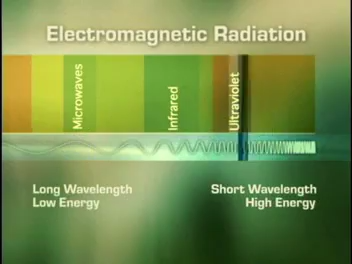 Electromagnetic Radiation
Microwaves
Infrared
Ultraviolet
Long Wavelength
Low Energy
Short Wavelength
High Energy